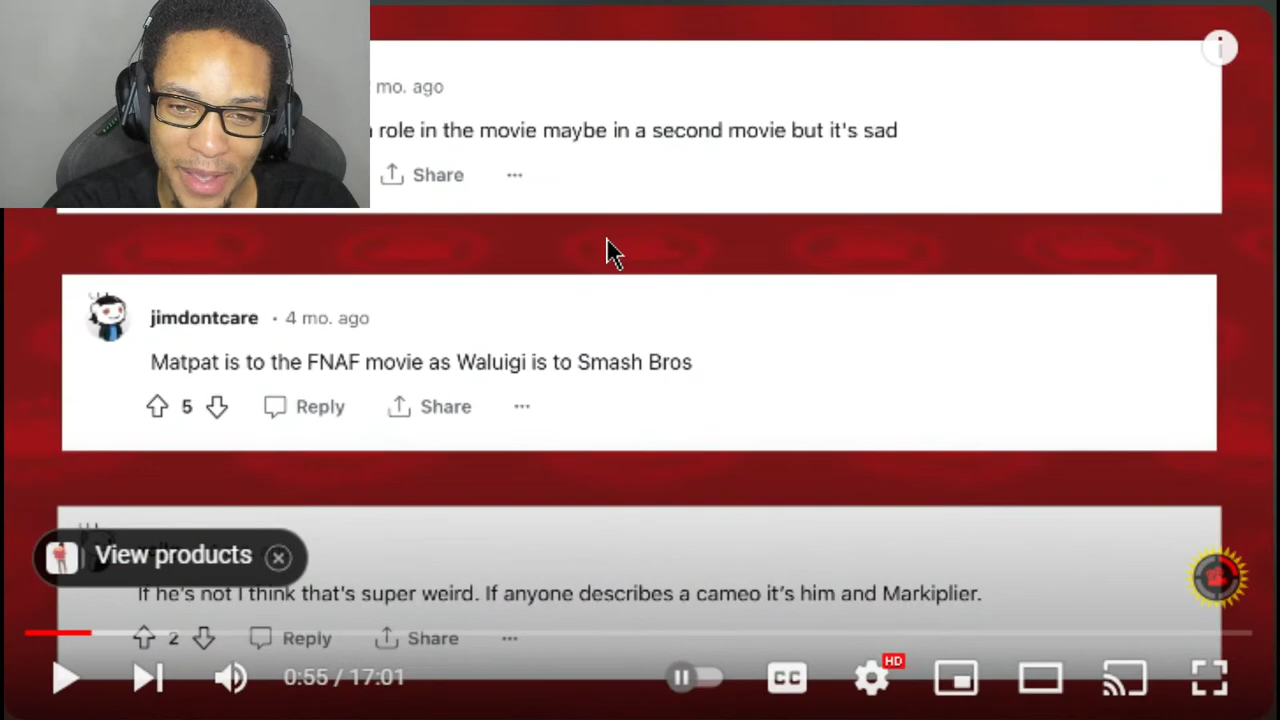 mo. ago
role in the movie maybe in a second movie but it's sad
Share
jimdontcare · 4 mo. ago
Matpat is to the FNAF movie as Waluigi is to Smash Bros
5 Reply Share
View products
If he's not I think that's super weird. If anyone describes a cameo it's him and Markiplier.
2 Reply Share
0:55 / 17:01 CC HD